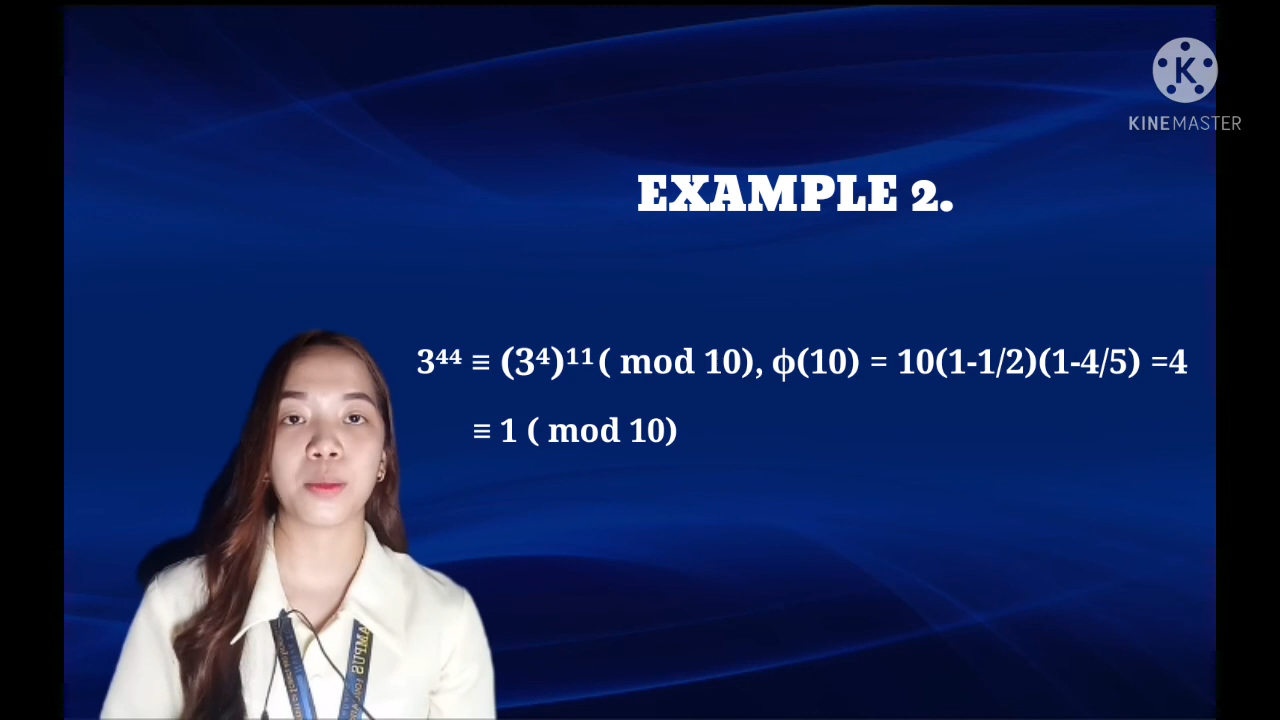 KINEMASTER
EXAMPLE 2.
3⁴⁴ ≡ (3⁴)¹¹( mod 10), ϕ(10) = 10(1-1/2)(1-4/5) =4
≡ 1 ( mod 10)